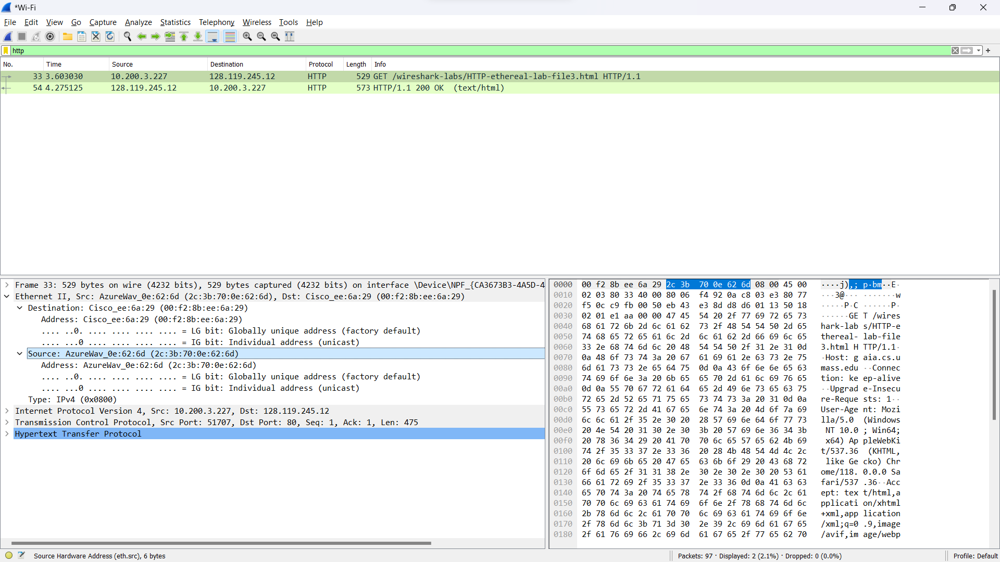 *Wi-Fi
File Edit View Go Capture Analyze Statistics Telephony Wireless Tools Help
http
No. Time Source Destination Protocol Length Info
33 3.603030 10.200.3.227 128.119.245.12 HTTP 529 GET /wireshark-labs/HTTP-ethereal-lab-file3.html HTTP/1.1
54 4.275125 128.119.245.12 10.200.3.227 HTTP 573 HTTP/1.1 200 OK (text/html)
Frame 33: 529 bytes on wire (4232 bits), 529 bytes captured (4232 bits) on interface \Device\NPF_{CA3673B3-4A5D-4
Ethernet II, Src: AzureWav_0e:62:6d (2c:3b:70:0e:62:6d), Dst: Cisco_ee:6a:29 (00:f2:8b:ee:6a:29)
Destination: Cisco_ee:6a:29 (00:f2:8b:ee:6a:29)
Address: Cisco_ee:6a:29 (00:f2:8b:ee:6a:29)
.... ..0. .... .... .... .... = LG bit: Globally unique address (factory default)
.... ...0 .... .... .... .... = IG bit: Individual address (unicast)
Source: AzureWav_0e:62:6d (2c:3b:70:0e:62:6d)
Address: AzureWav_0e:62:6d (2c:3b:70:0e:62:6d)
.... ..0. .... .... .... .... = LG bit: Globally unique address (factory default)
.... ...0 .... .... .... .... = IG bit: Individual address (unicast)
Type: IPv4 (0x0800)
Internet Protocol Version 4, Src: 10.200.3.227, Dst: 128.119.245.12
Transmission Control Protocol, Src Port: 51707, Dst Port: 80, Seq: 1, Ack: 1, Len: 475
Hypertext Transfer Protocol
0000 00 f2 8b ee 6a 29 2c 3b 70 0e 62 6d 08 00 45 00 ····j),; p·bm··E·
0010 02 03 80 33 40 00 80 06 f4 92 0a c8 03 e3 80 77 ···3@··· ·······w
0020 f5 0c c9 fb 00 50 eb 43 e3 8d d8 d6 01 13 50 18 ·····P·C ······P·
0030 02 01 e1 aa 00 00 47 45 54 20 2f 77 69 72 65 73 ······GE T /wires
0040 68 61 72 6b 2d 6c 61 62 73 2f 48 54 54 50 2d 65 hark-lab s/HTTP-e
0050 74 68 65 72 65 61 6c 2d 6c 61 62 2d 66 69 6c 65 thereal- lab-file
0060 33 2e 68 74 6d 6c 20 48 54 54 50 2f 31 2e 31 0d 3.html H TTP/1.1·
0070 0a 48 6f 73 74 3a 20 67 61 69 61 2e 63 73 2e 75 ·Host: g aia.cs.u
0080 6d 61 73 73 2e 65 64 75 0d 0a 43 6f 6e 6e 65 63 mass.edu ··Connec
0090 74 69 6f 6e 3a 20 6b 65 65 70 2d 61 6c 69 76 65 tion: ke ep-alive
00a0 0d 0a 55 70 67 72 61 64 65 2d 49 6e 73 65 63 75 ··Upgrad e-Insecu
00b0 72 65 2d 52 65 71 75 65 73 74 73 3a 20 31 0d 0a re-Reque sts: 1··
00c0 55 73 65 72 2d 41 67 65 6e 74 3a 20 4d 6f 7a 69 User-Age nt: Mozi
00d0 6c 6c 61 2f 35 2e 30 20 28 57 69 6e 64 6f 77 73 lla/5.0 (Windows
00e0 20 4e 54 20 31 30 2e 30 3b 20 57 69 6e 36 34 3b NT 10.0 ; Win64;
00f0 20 78 36 34 29 20 41 70 70 6c 65 57 65 62 4b 69 x64) Ap pleWebKi
0100 74 2f 35 33 37 2e 33 36 20 28 4b 48 54 4d 4c 2c t/537.36 (KHTML,
0110 20 6c 69 6b 65 20 47 65 63 6b 6f 29 20 43 68 72 like Ge cko) Chr
0120 6f 6d 65 2f 31 31 38 2e 30 2e 30 2e 30 20 53 61 ome/118. 0.0.0 Sa
0130 66 61 72 69 2f 35 33 37 2e 33 36 0d 0a 41 63 63 fari/537 .36··Acc
0140 65 70 74 3a 20 74 65 78 74 2f 68 74 6d 6c 2c 61 ept: tex t/html,a
0150 70 70 6c 69 63 61 74 69 6f 6e 2f 78 68 74 6d 6c pplicati on/xhtml
0160 2b 78 6d 6c 2c 61 70 70 6c 69 63 61 74 69 6f 6e +xml,app lication
0170 2f 78 6d 6c 3b 71 3d 30 2e 39 2c 69 6d 61 67 65 /xml;q=0 .9,image
0180 2f 61 76 69 66 2c 69 6d 61 67 65 2f 77 65 62 70 /avif,im age/webp
Source Hardware Address (eth.src), 6 bytes
Packets: 97 · Displayed: 2 (2.1%) · Dropped: 0 (0.0%)
Profile: Default